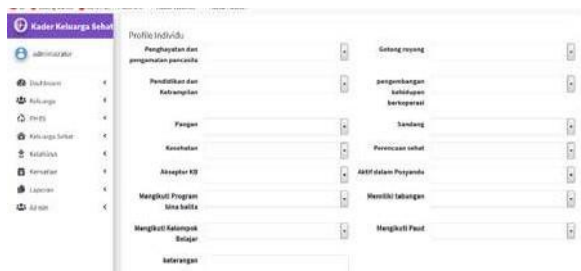 Kader Keluarga Sehat
administrator
Dashboard
Keluarga
PHBS
Keluarga Sehat
Kelahiran
Kematian
Laporan
Admin
Profile Individu
Penghayatan dan
pengamatan pancasila
Gotong royong
Pendidikan dan
Ketrampilan
pengembangan
kehidupan
berkoperasi
Pangan
Sandang
Kesehatan
Perencaan sehat
Akseptor KB
Aktif dalam Posyandu
Mengikuti Program
bina balita
Memiliki tabungan
Mengikuti Kelompok
Belajar
Mengikuti Paud
keterangan